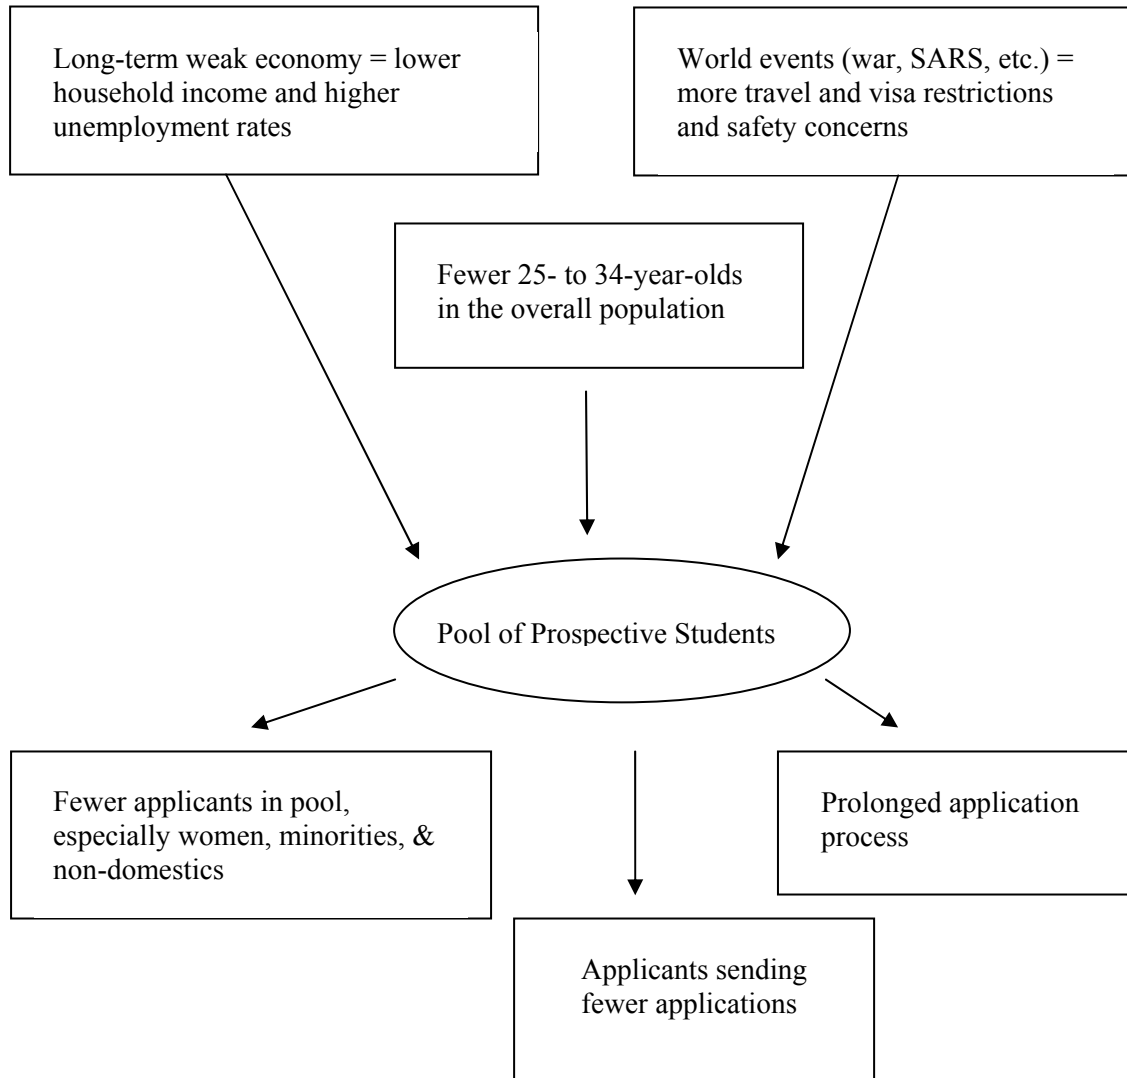 Long-term weak economy = lower
household income and higher
unemployment rates
World events (war, SARS, etc.) =
more travel and visa restrictions
and safety concerns
Fewer 25- to 34-year-olds
in the overall population
Pool of Prospective Students
Fewer applicants in pool,
especially women, minorities, &
non-domestics
Prolonged application
process
Applicants sending
fewer applications